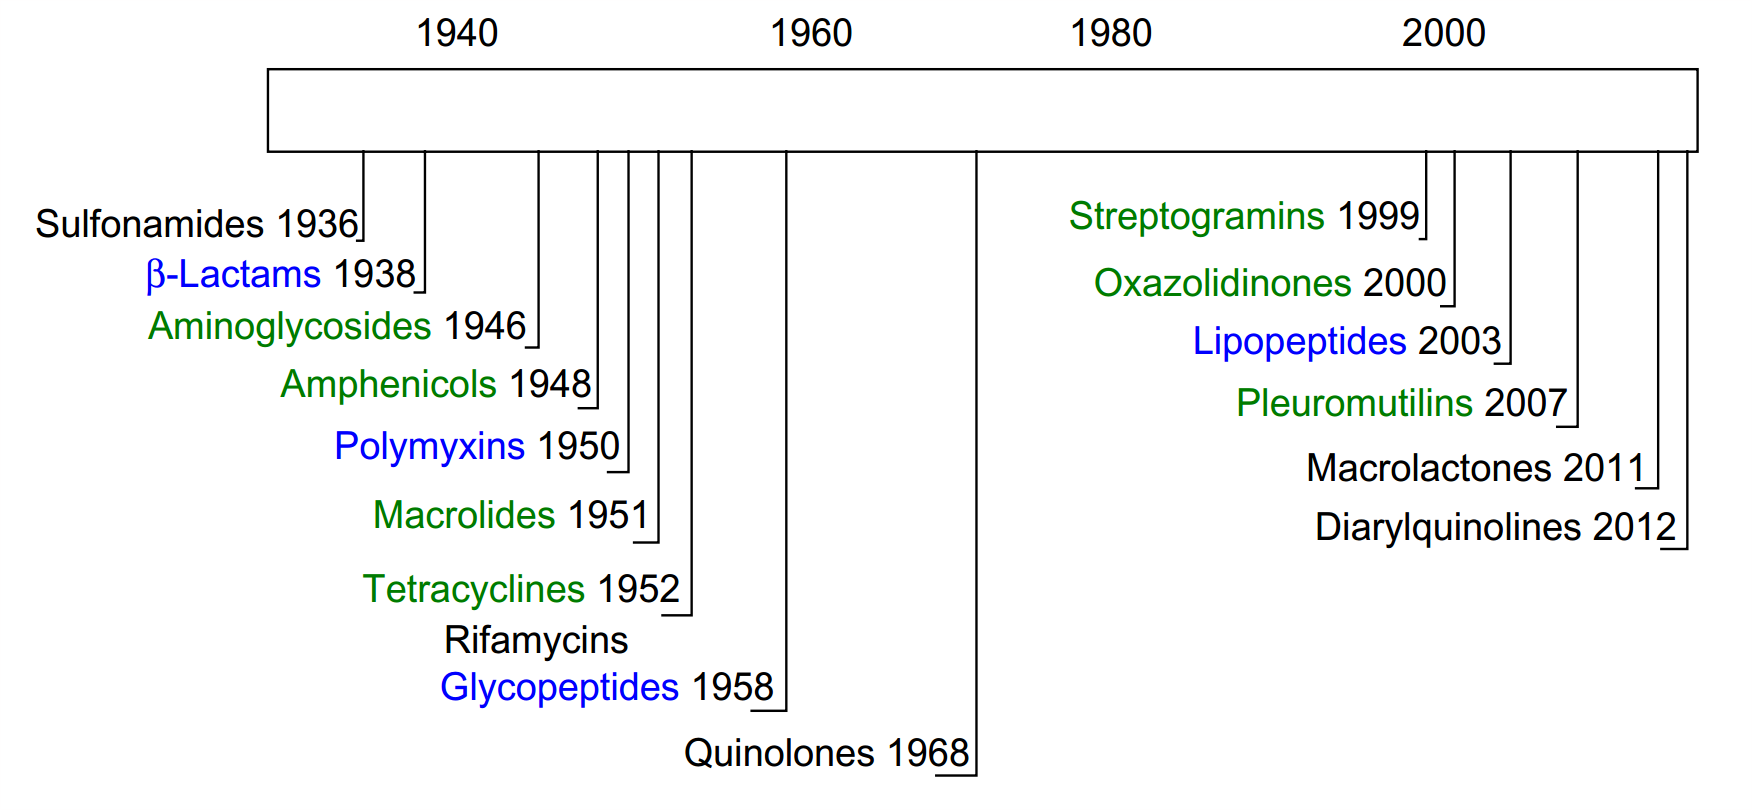 1940 1960 1980 2000
Sulfonamides 1936
β-Lactams 1938
Aminoglycosides 1946
Amphenicols 1948
Polymyxins 1950
Macrolides 1951
Tetracyclines 1952
Rifamycins
Glycopeptides 1958
Quinolones 1968
Streptogramins 1999
Oxazolidinones 2000
Lipopeptides 2003
Pleuromutilins 2007
Macrolactones 2011
Diarylquinolines 2012